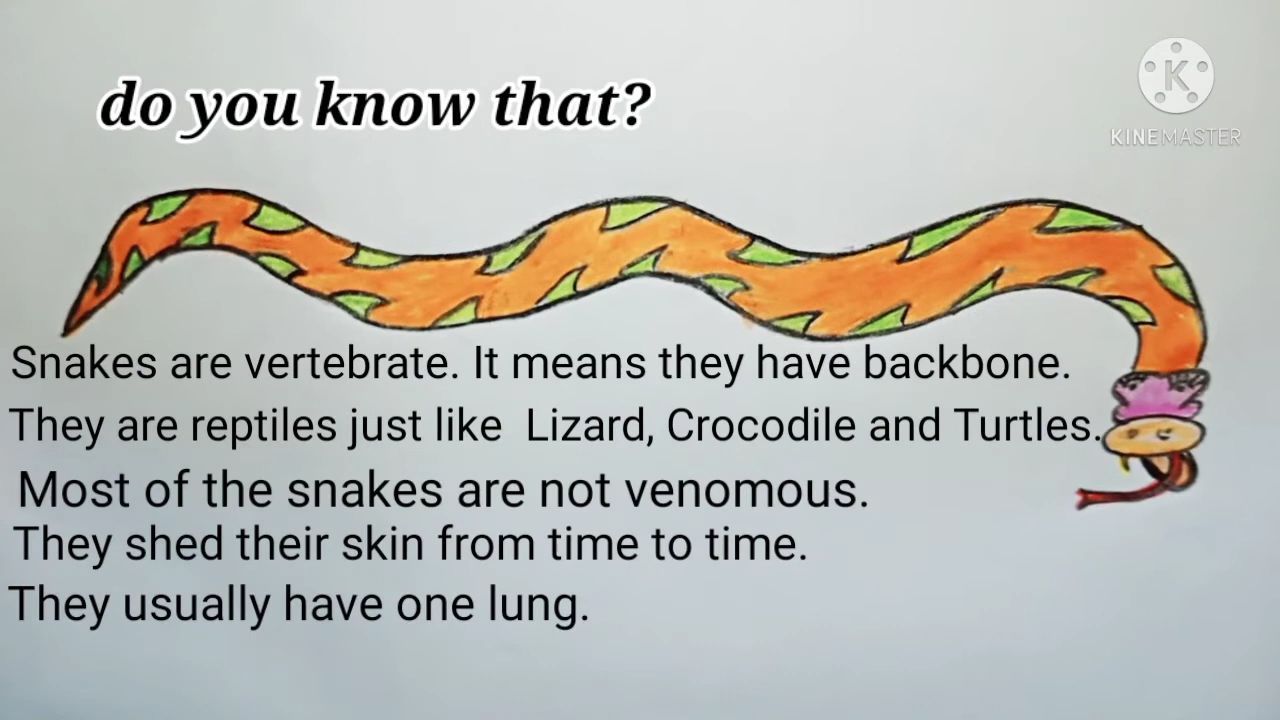 do you know that?
KINEMASTER
Snakes are vertebrate. It means they have backbone.
They are reptiles just like Lizard, Crocodile and Turtles.
Most of the snakes are not venomous.
They shed their skin from time to time.
They usually have one lung.